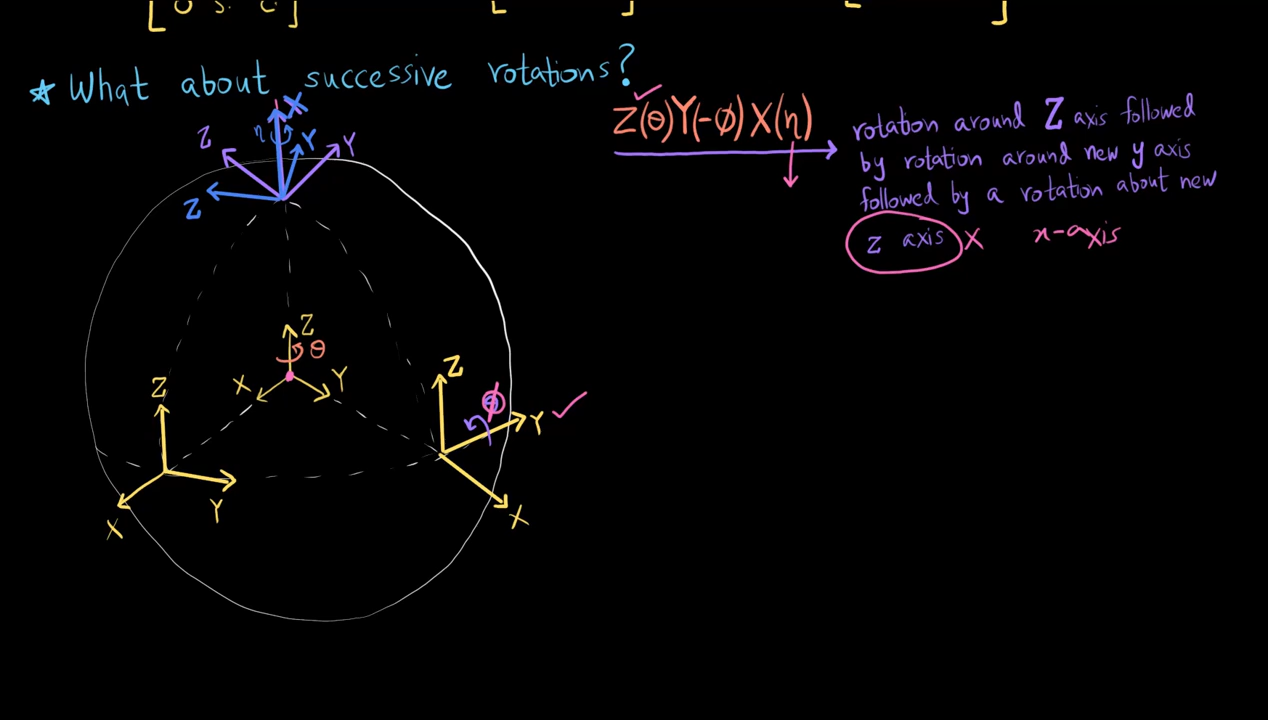 [ 0 s. c. ] [ ] [ ]
* What about successive rotations?
Z(θ)Y(-φ)X(η)
rotation around Z axis followed
by rotation around new y axis
followed by a rotation about new
z axis X x-axis
X
Z
η
Y
Y
Z
Z
θ
X
Y
Z
φ
Y
Z
X
Y
X